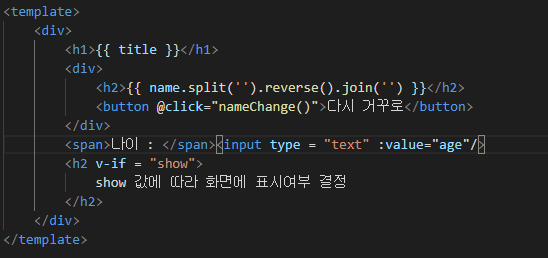 <template>
    <div>
        <h1>{{ title }}</h1>
        <div>
            <h2>{{ name.split('').reverse().join('') }}</h2>
            <button @click="nameChange()">다시 거꾸로</button>
        </div>
        <span>나이 : </span><input type = "text" :value="age"/>
        <h2 v-if = "show">
            show 값에 따라 화면에 표시여부 결정
        </h2>
    </div>
</template>